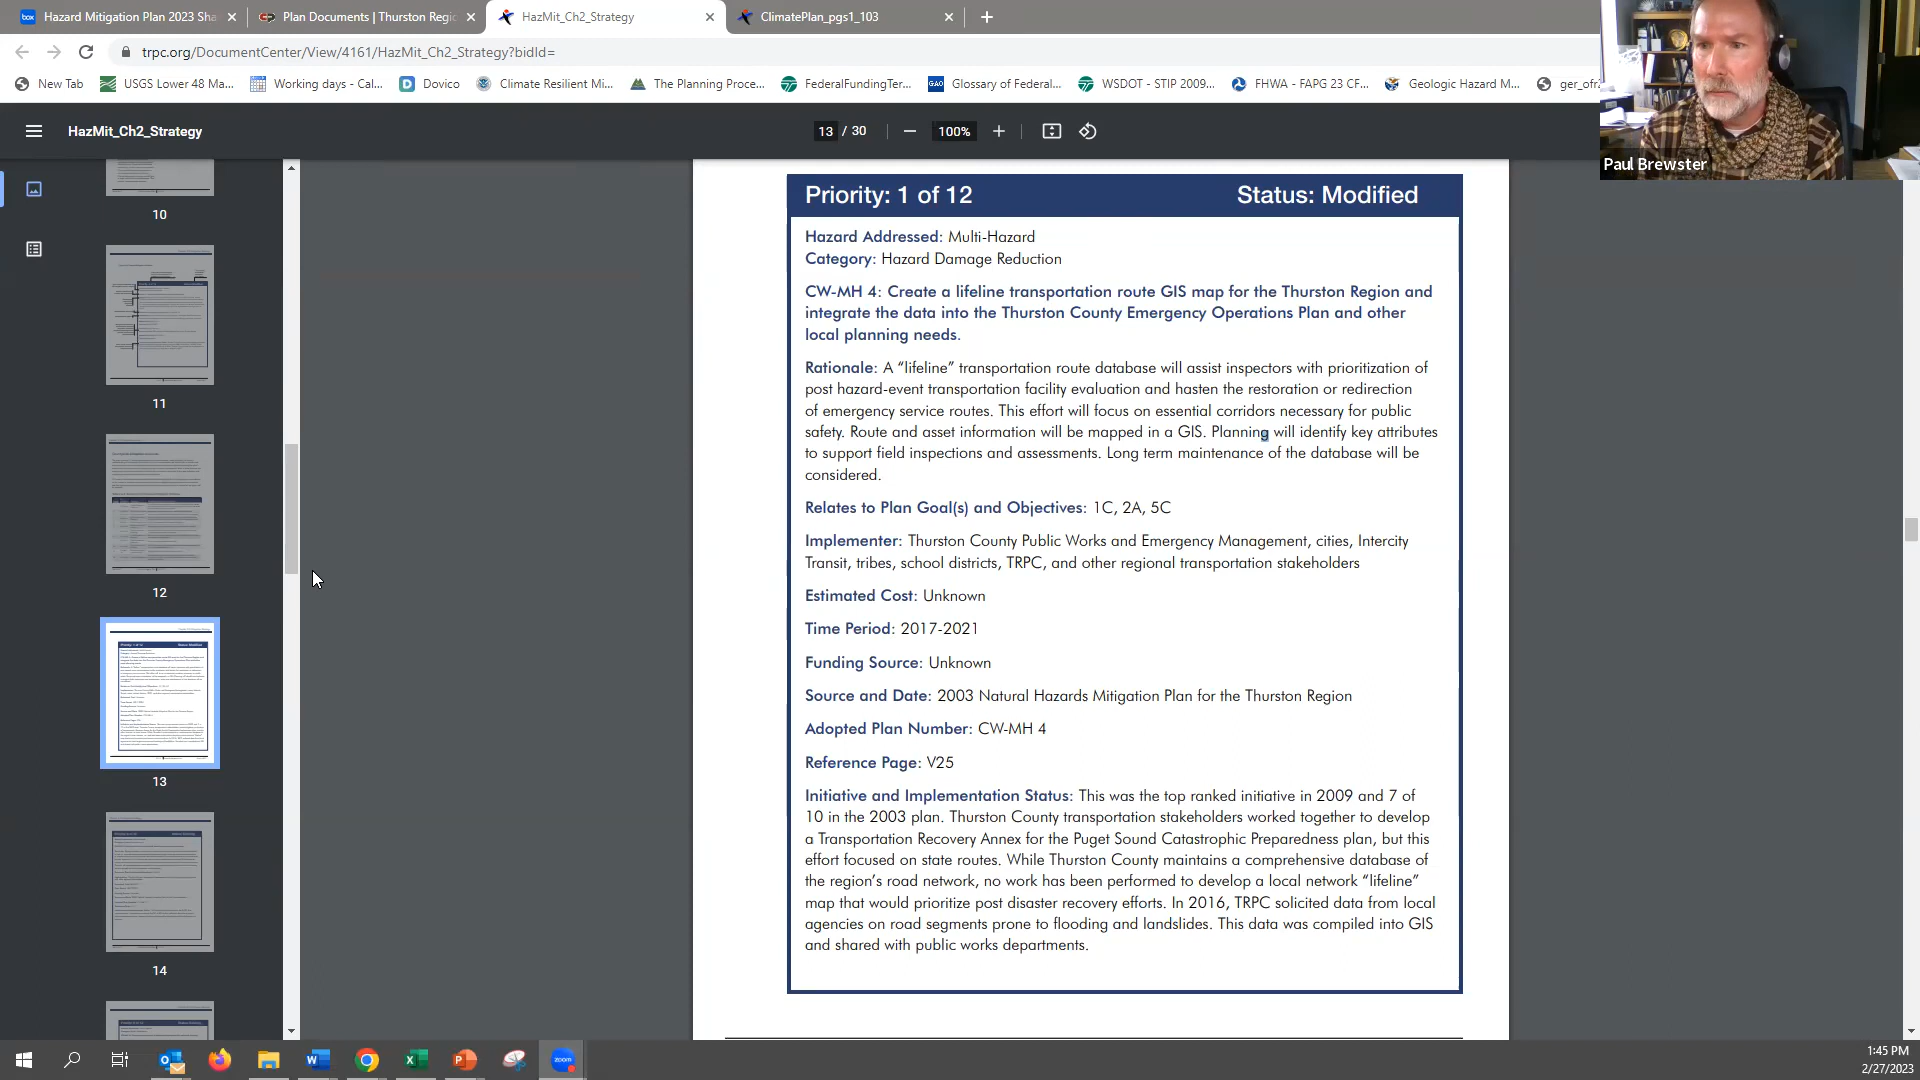 Hazard Mitigation Plan 2023 Sha
Plan Documents | Thurston Regio
HazMit_Ch2_Strategy
ClimatePlan_pgs1_103
trpc.org/DocumentCenter/View/4161/HazMit_Ch2_Strategy?bidId=
New Tab
USGS Lower 48 Ma...
Working days - Cal...
Dovico
Climate Resilient Mi...
The Planning Proce...
FederalFundingTer...
GAO
Glossary of Federal...
WSDOT - STIP 2009...
FHWA - FAPG 23 CF...
Geologic Hazard M...
ger_ofr
HazMit_Ch2_Strategy
13 / 30
100%
Paul Brewster
10
11
12
13
14
Priority: 1 of 12 Status: Modified
Hazard Addressed: Multi-Hazard
Category: Hazard Damage Reduction
CW-MH 4: Create a lifeline transportation route GIS map for the Thurston Region and
integrate the data into the Thurston County Emergency Operations Plan and other
local planning needs.
Rationale: A “lifeline” transportation route database will assist inspectors with prioritization of
post hazard-event transportation facility evaluation and hasten the restoration or redirection
of emergency service routes. This effort will focus on essential corridors necessary for public
safety. Route and asset information will be mapped in a GIS. Planning will identify key attributes
to support field inspections and assessments. Long term maintenance of the database will be
considered.
Relates to Plan Goal(s) and Objectives: 1C, 2A, 5C
Implementer: Thurston County Public Works and Emergency Management, cities, Intercity
Transit, tribes, school districts, TRPC, and other regional transportation stakeholders
Estimated Cost: Unknown
Time Period: 2017-2021
Funding Source: Unknown
Source and Date: 2003 Natural Hazards Mitigation Plan for the Thurston Region
Adopted Plan Number: CW-MH 4
Reference Page: V25
Initiative and Implementation Status: This was the top ranked initiative in 2009 and 7 of
10 in the 2003 plan. Thurston County transportation stakeholders worked together to develop
a Transportation Recovery Annex for the Puget Sound Catastrophic Preparedness plan, but this
effort focused on state routes. While Thurston County maintains a comprehensive database of
the region’s road network, no work has been performed to develop a local network “lifeline”
map that would prioritize post disaster recovery efforts. In 2016, TRPC solicited data from local
agencies on road segments prone to flooding and landslides. This data was compiled into GIS
and shared with public works departments.
zoom
1:45 PM
2/27/2023